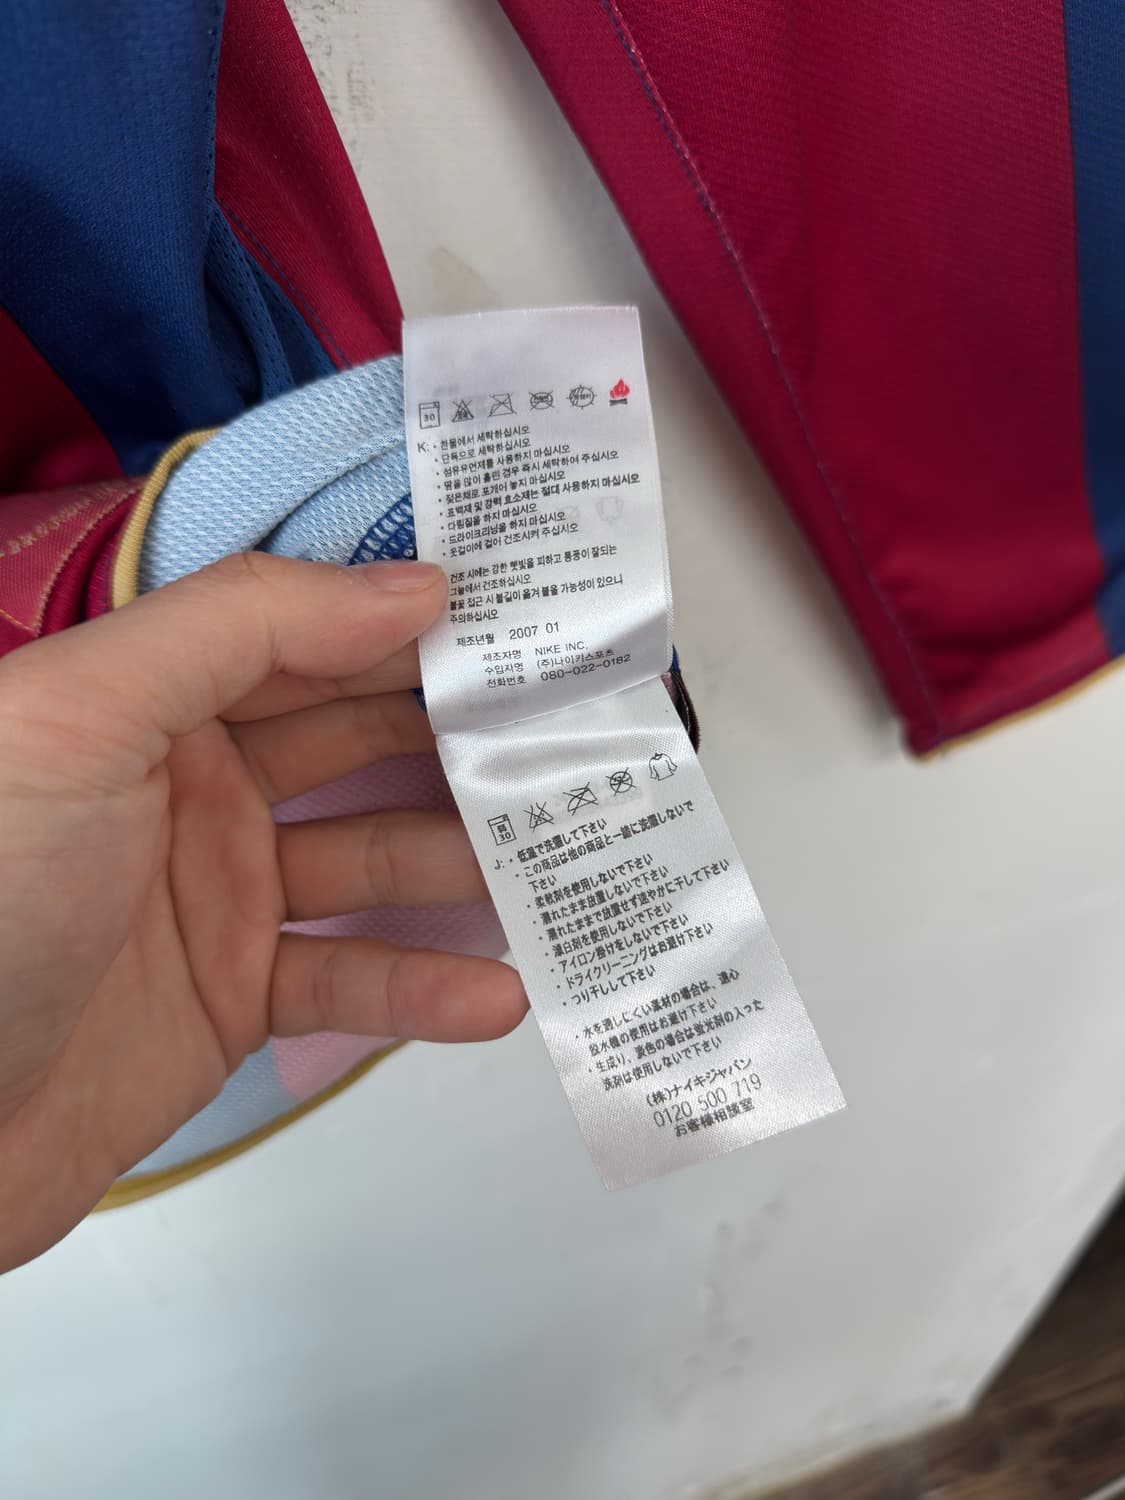 30
K: • 찬물에서 세탁하십시오
• 단독으로 세탁하십시오
• 섬유유연제를 사용하지 마십시오
• 땀을 많이 흘린 경우 즉시 세탁하여 주십시오
• 젖은채로 포개어 놓지 마십시오
• 표백제 및 강력 효소제는 절대 사용하지 마십시오
• 다림질을 하지 마십시오
• 드라이크리닝을 하지 마십시오
• 옷걸이에 걸어 건조시켜 주십시오
건조 시에는 강한 햇빛을 피하고 통풍이 잘되는
그늘에서 건조하십시오
불꽃 접근 시 불길이 옮겨 붙을 가능성이 있으니
주의하십시오
제조년월 2007 01
제조자명 NIKE INC.
수입자명 (주)나이키스포츠
전화번호 080-022-0182
弱
30
J: • 低温で洗濯して下さい
• この商品は他の商品と一緒に洗濯しないで
下さい
• 柔軟剤を使用しないで下さい
• 濡れたまま放置しないで下さい
• 濡れたままで放置せず速やかに干して下さい
• 漂白剤を使用しないで下さい
• アイロン掛けをしないで下さい
• ドライクリーニングはお避け下さい
• つり干しして下さい
• 水を通しにくい素材の場合は、遠心
脱水機の使用はお避け下さい
• 生成り、淡色の場合は蛍光剤の入った
洗剤は使用しないで下さい
(株)ナイキジャパン
0120 500 719
お客様相談室